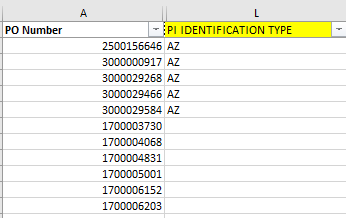 A L
PO Number PI IDENTIFICATION TYPE
2500156646 AZ
3000000917 AZ
3000029268 AZ
3000029466 AZ
3000029584 AZ
1700003730
1700004068
1700004831
1700005001
1700006152
1700006203